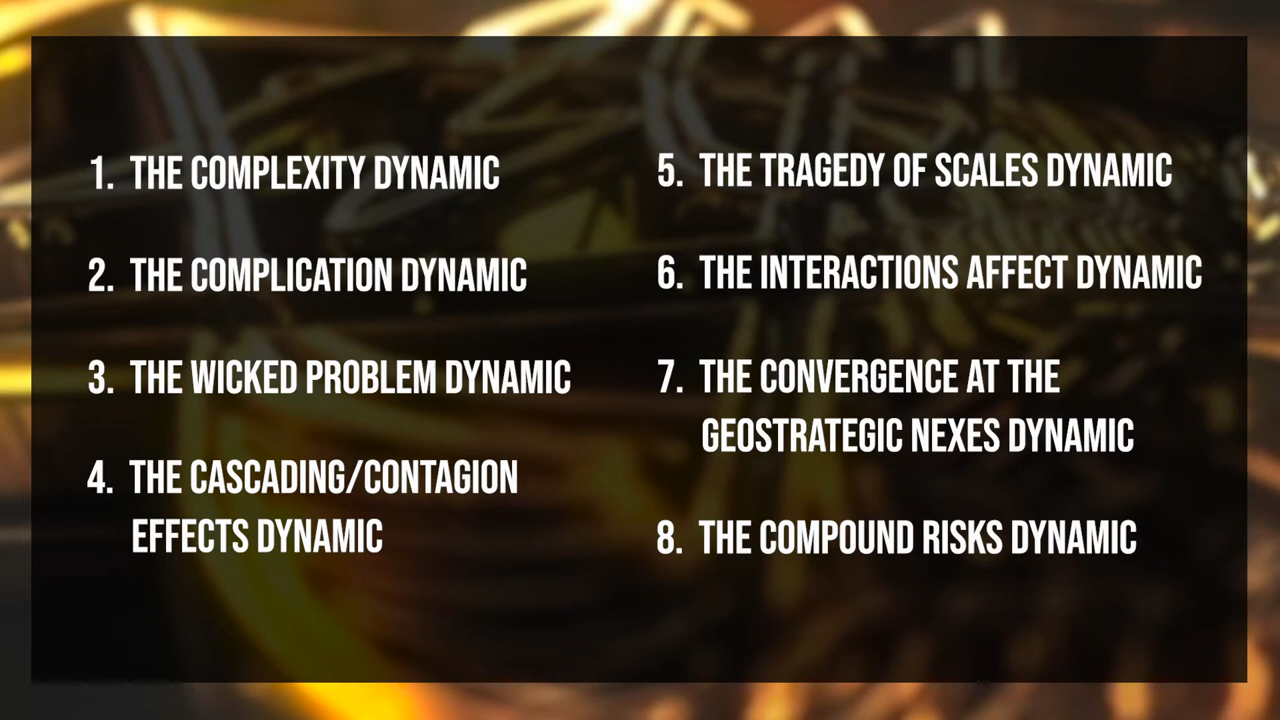 1. THE COMPLEXITY DYNAMIC
2. THE COMPLICATION DYNAMIC
3. THE WICKED PROBLEM DYNAMIC
4. THE CASCADING/CONTAGION
EFFECTS DYNAMIC
5. THE TRAGEDY OF SCALES DYNAMIC
6. THE INTERACTIONS AFFECT DYNAMIC
7. THE CONVERGENCE AT THE
GEOSTRATEGIC NEXES DYNAMIC
8. THE COMPOUND RISKS DYNAMIC